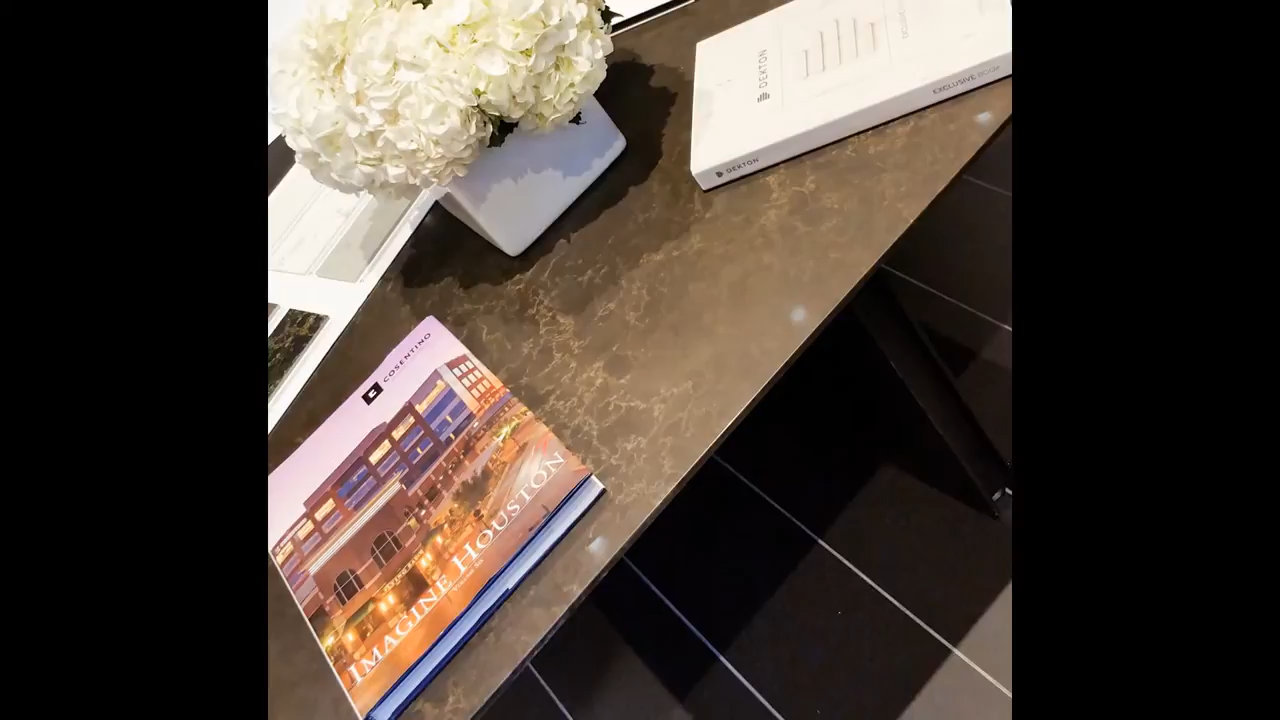 DEKTON
EXCLUSIVE BOOK
DEKTON
COSENTINO
IMAGINE HOUSTON